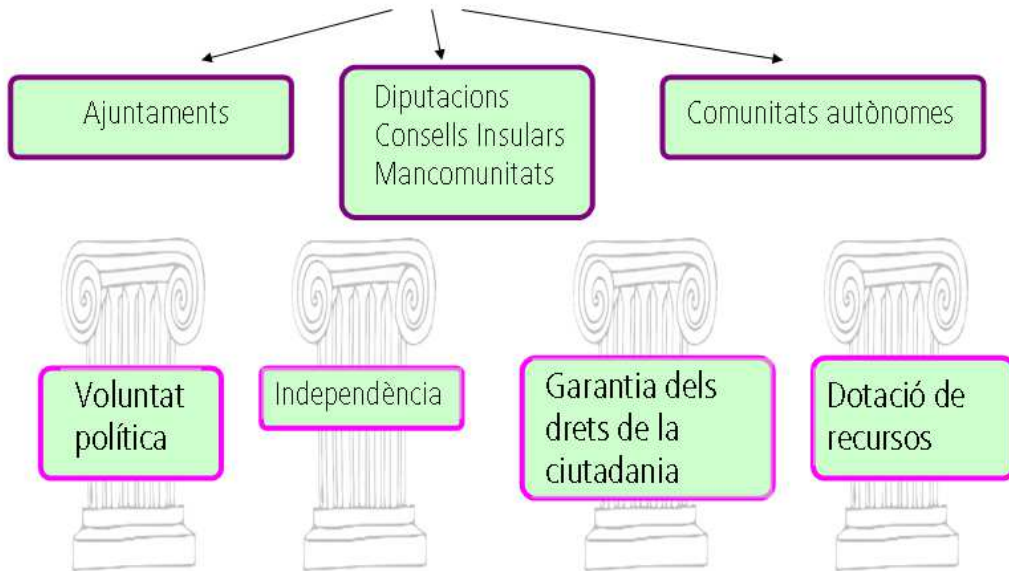 Ajuntaments
Diputacions
Consells Insulars
Mancomunitats
Comunitats autònomes
Voluntat
política
Independència
Garantia dels
drets de la
ciutadania
Dotació de
recursos